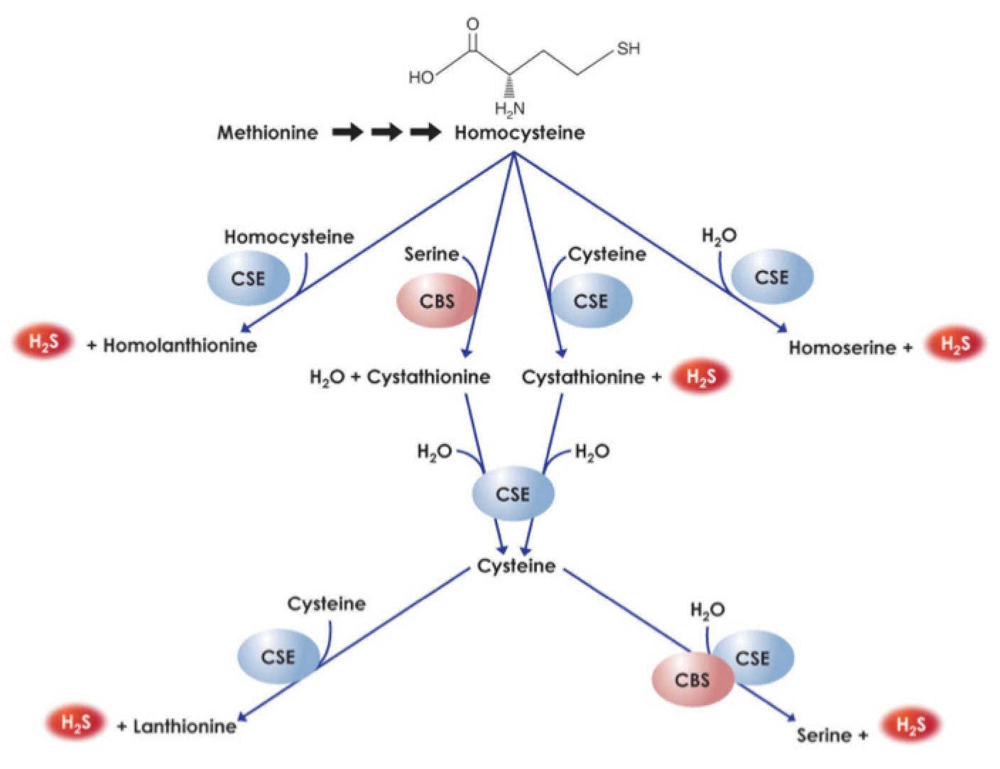 O
SH
HO
H₂N
Methionine
Homocysteine
Homocysteine
CSE
Serine
CBS
Cysteine
CSE
H₂O
CSE
H₂S + Homolanthionine
H₂O + Cystathionine
Cystathionine + H₂S
Homoserine + H₂S
H₂O
H₂O
CSE
Cysteine
Cysteine
CSE
H₂O
CSE
CBS
H₂S + Lanthionine
Serine + H₂S